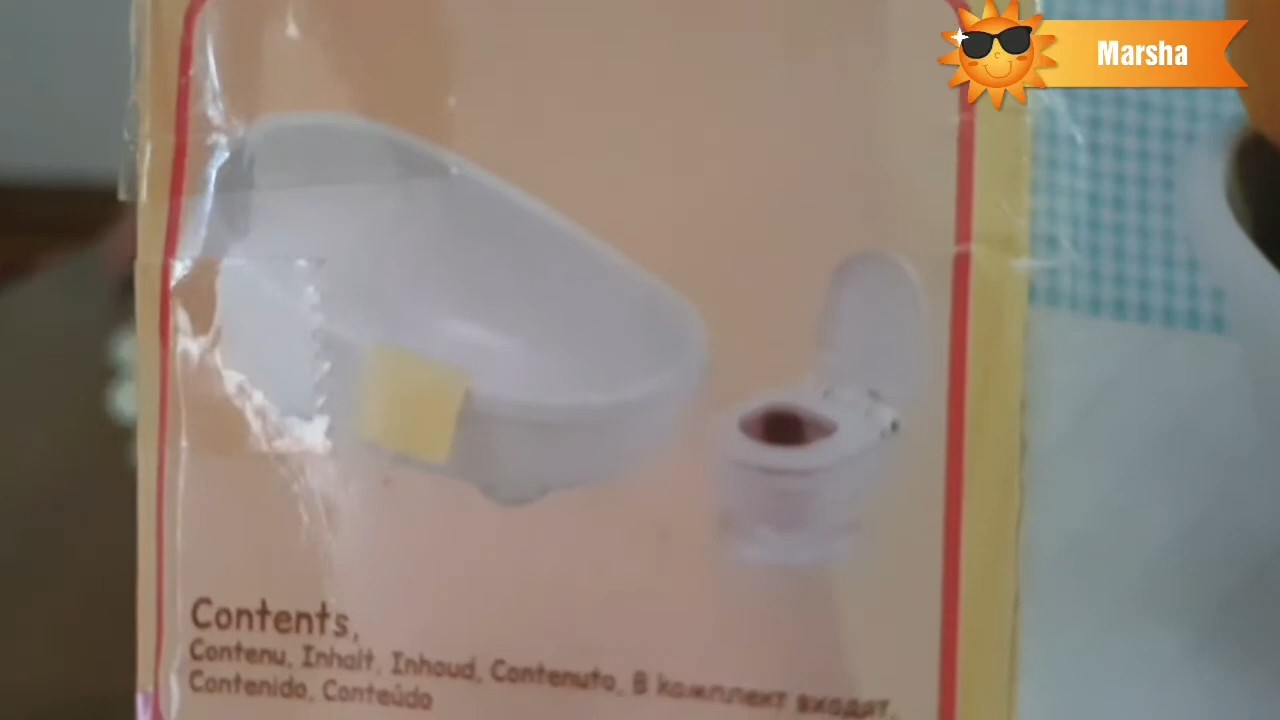 Marsha
Contents,
Contenu, Inhalt, Inhoud, Contenuto, В комплект входят,
Contenido, Conteúdo